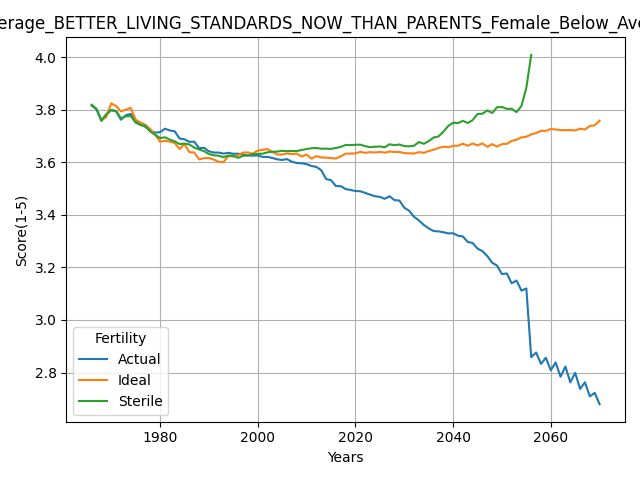 erage_BETTER_LIVING_STANDARDS_NOW_THAN_PARENTS_Female_Below_Ave
4.0
3.8
3.6
3.4
3.2
3.0
2.8
Score(1-5)
Fertility
Actual
Ideal
Sterile
1980
2000
2020
2040
2060
Years